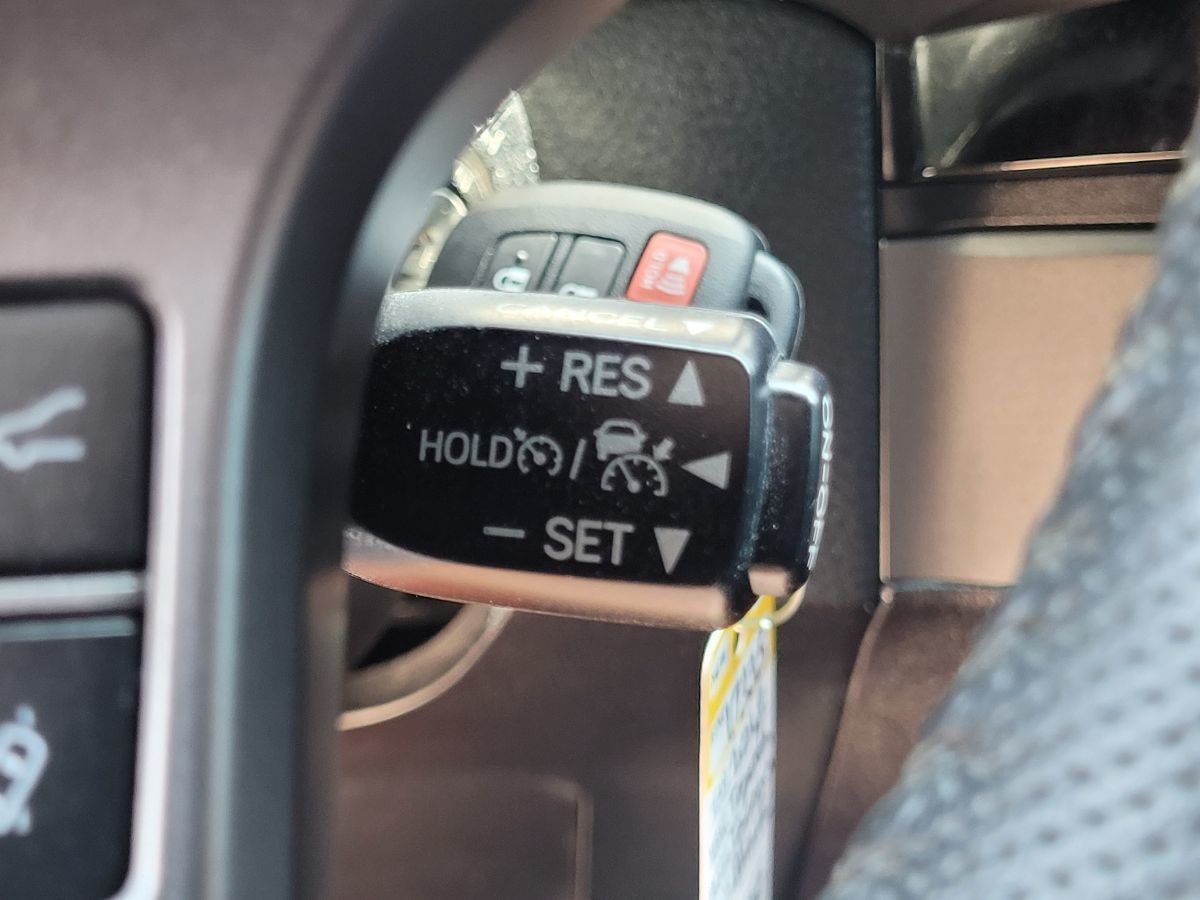 HOLD
CANCEL ▼
+ RES ▲
HOLD / ◀
− SET ▼
ON·OFF